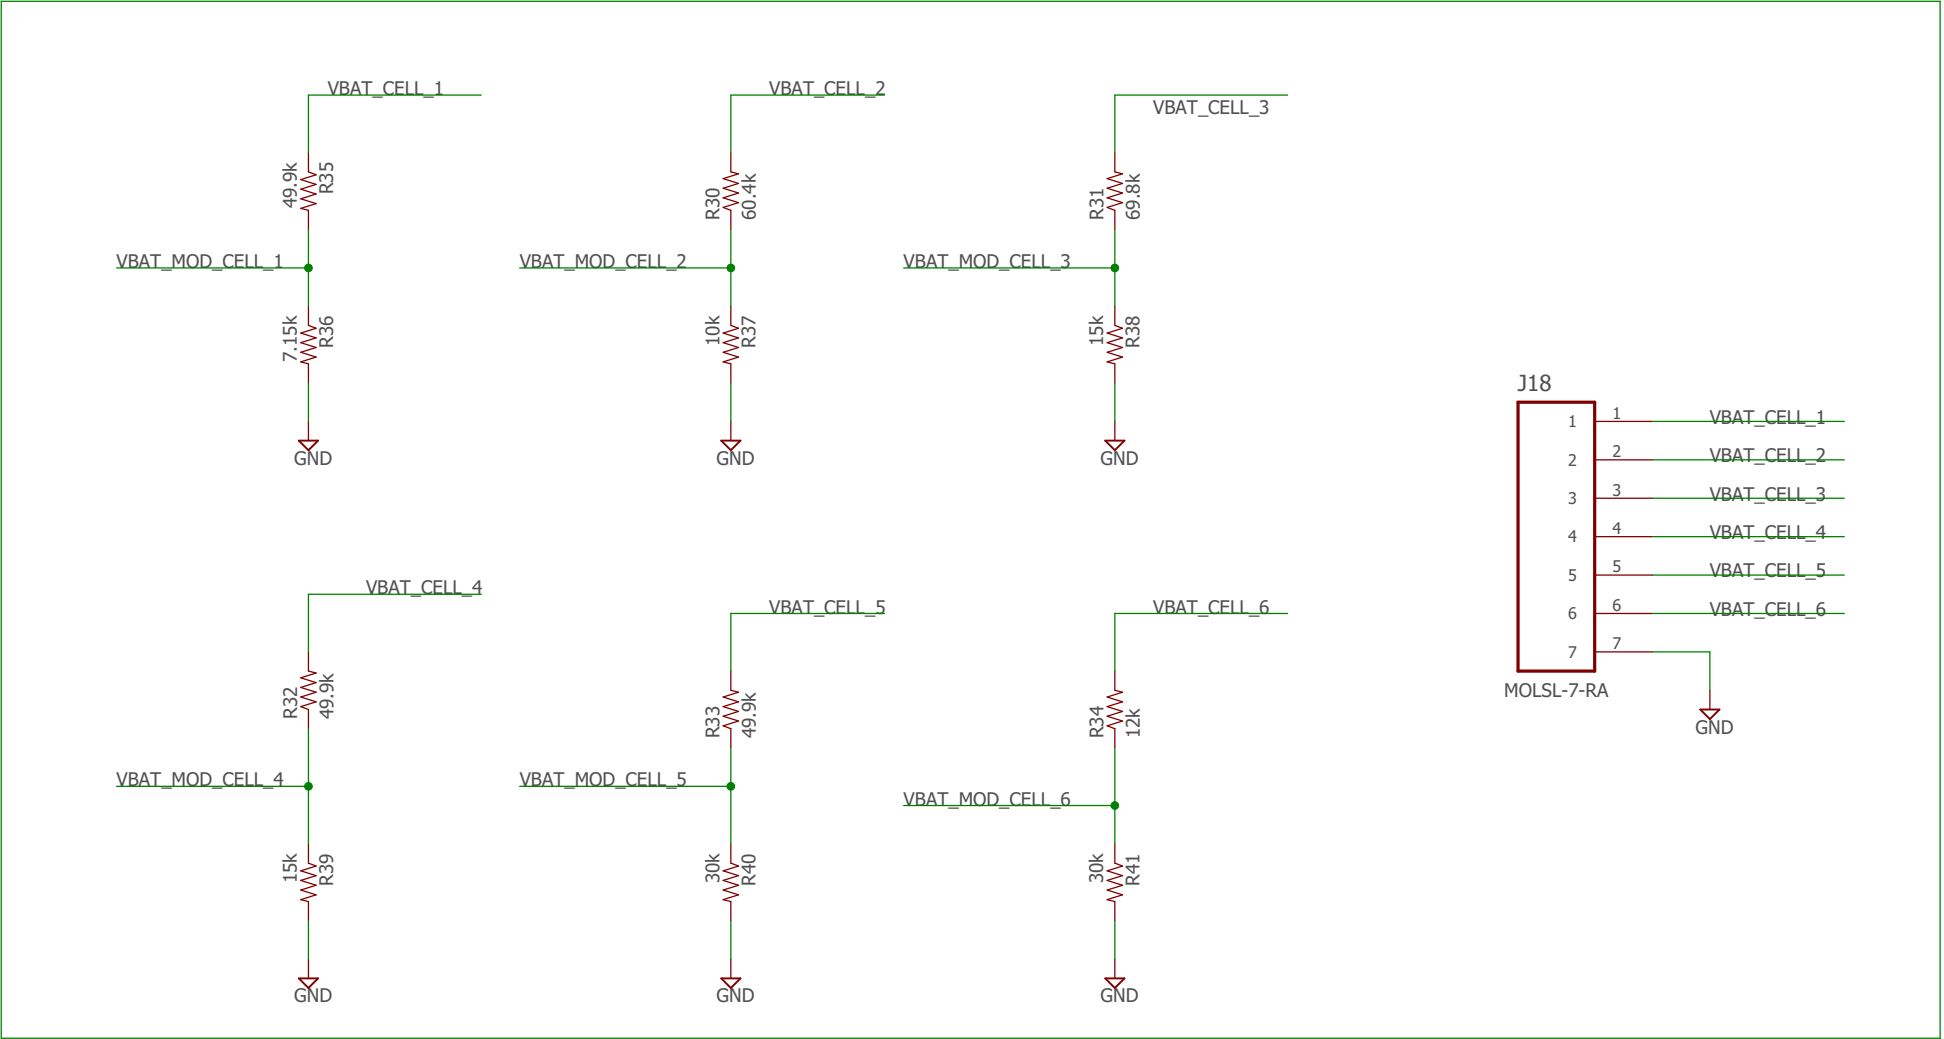 VBAT_CELL_1
49.9k
R35
VBAT_MOD_CELL_1
7.15k
R36
GND
VBAT_CELL_2
R30
60.4k
VBAT_MOD_CELL_2
10k
R37
GND
VBAT_CELL_3
R31
69.8k
VBAT_MOD_CELL_3
15k
R38
GND
VBAT_CELL_4
R32
49.9k
VBAT_MOD_CELL_4
15k
R39
GND
VBAT_CELL_5
R33
49.9k
VBAT_MOD_CELL_5
30k
R40
GND
VBAT_CELL_6
R34
12k
VBAT_MOD_CELL_6
30k
R41
GND
J18
1 1 VBAT_CELL_1
2 2 VBAT_CELL_2
3 3 VBAT_CELL_3
4 4 VBAT_CELL_4
5 5 VBAT_CELL_5
6 6 VBAT_CELL_6
7 7
MOLSL-7-RA
GND